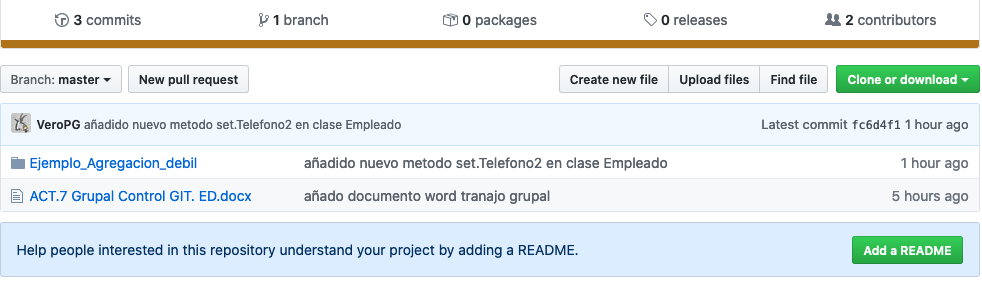 3 commits 1 branch 0 packages 0 releases 2 contributors
Branch: master New pull request Create new file Upload files Find file Clone or download
VeroPG añadido nuevo metodo set.Telefono2 en clase Empleado Latest commit fc6d4f1 1 hour ago
Ejemplo_Agregacion_debil añadido nuevo metodo set.Telefono2 en clase Empleado 1 hour ago
ACT.7 Grupal Control GIT. ED.docx añado documento word tranajo grupal 5 hours ago
Help people interested in this repository understand your project by adding a README. Add a README